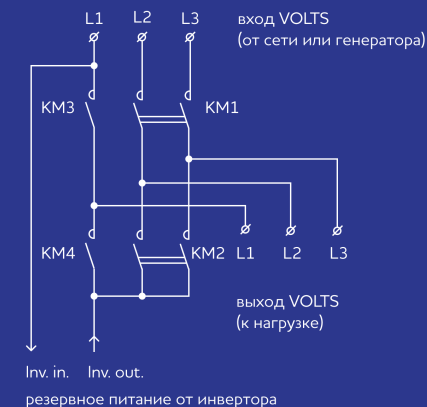 L1 L2 L3 вход VOLTS
(от сети или генератора)
KM3 KM1
KM4 KM2 L1 L2 L3
выход VOLTS
(к нагрузке)
Inv. in. Inv. out.
резервное питание от инвертора